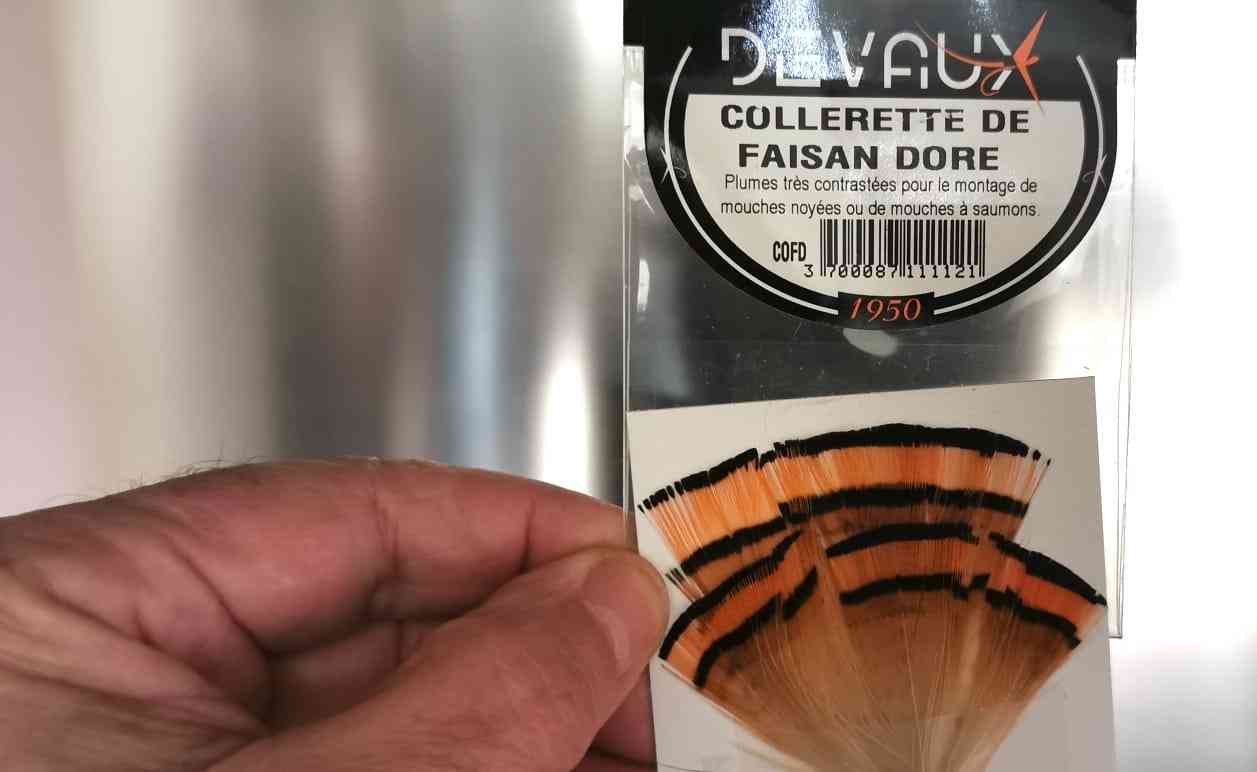 DEVAUX
COLLERETTE DE
FAISAN DORE
Plumes très contrastées pour le montage de
mouches noyées ou de mouches à saumons.
COFD
3 700087 111121
1950